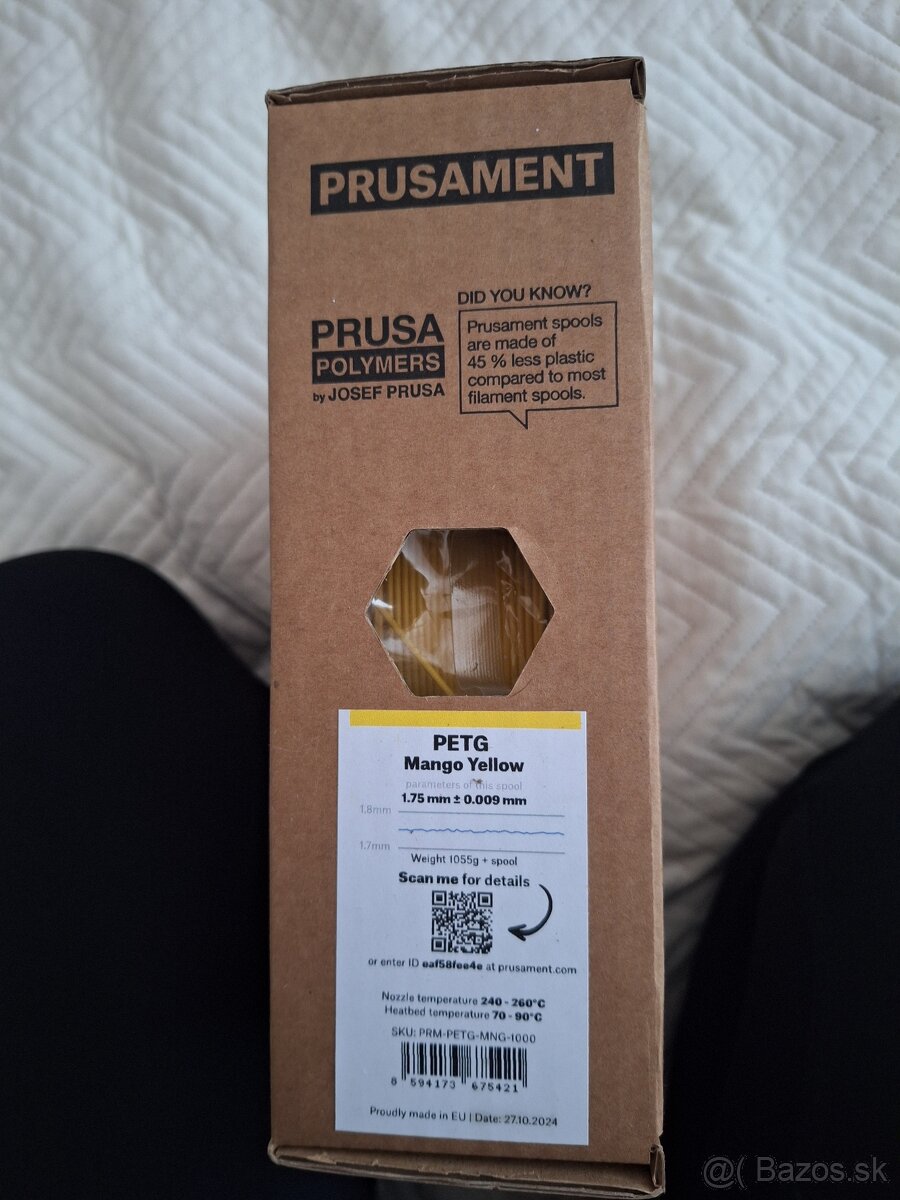 PRUSAMENT
PRUSA
POLYMERS
by JOSEF PRUSA
DID YOU KNOW?
Prusament spools
are made of
45 % less plastic
compared to most
filament spools.
PETG
Mango Yellow
parameters of this spool
1.75 mm ± 0.009 mm
1.8mm
1.7mm
Weight 1055g + spool
Scan me for details
or enter ID eaf58fee4e at prusament.com
Nozzle temperature 240 - 260°C
Heatbed temperature 70 - 90°C
SKU: PRM-PETG-MNG-1000
8 594173 675421
Proudly made in EU | Date: 27.10.2024
@( Bazos.sk